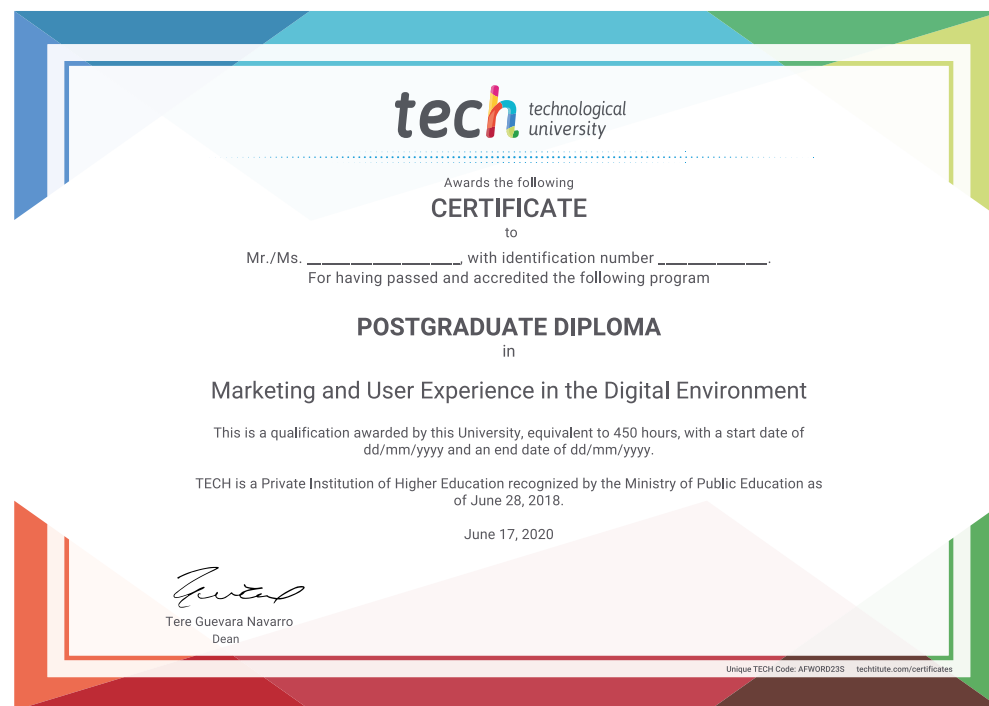 tech technological
university
Awards the following
CERTIFICATE
to
Mr./Ms. ____________________, with identification number ______________.
For having passed and accredited the following program
POSTGRADUATE DIPLOMA
in
Marketing and User Experience in the Digital Environment
This is a qualification awarded by this University, equivalent to 450 hours, with a start date of
dd/mm/yyyy and an end date of dd/mm/yyyy.
TECH is a Private Institution of Higher Education recognized by the Ministry of Public Education as
of June 28, 2018.
June 17, 2020
Tere Guevara Navarro
Dean
Unique TECH Code: AFWORD23S techtitute.com/certificates